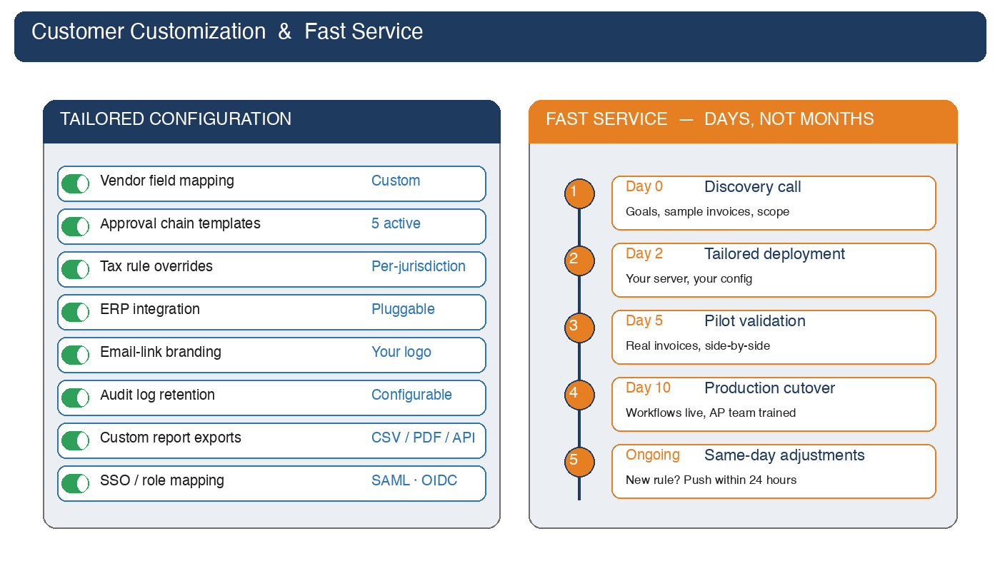 Customer Customization & Fast Service
TAILORED CONFIGURATION
Vendor field mapping Custom
Approval chain templates 5 active
Tax rule overrides Per-jurisdiction
ERP integration Pluggable
Email-link branding Your logo
Audit log retention Configurable
Custom report exports CSV / PDF / API
SSO / role mapping SAML · OIDC
FAST SERVICE — DAYS, NOT MONTHS
1 Day 0 Discovery call
Goals, sample invoices, scope
2 Day 2 Tailored deployment
Your server, your config
3 Day 5 Pilot validation
Real invoices, side-by-side
4 Day 10 Production cutover
Workflows live, AP team trained
5 Ongoing Same-day adjustments
New rule? Push within 24 hours